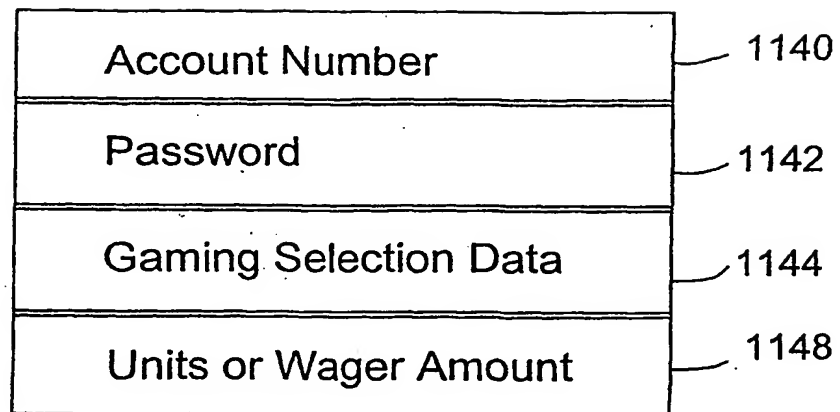 Account Number 1140
Password 1142
Gaming Selection Data 1144
Units or Wager Amount 1148